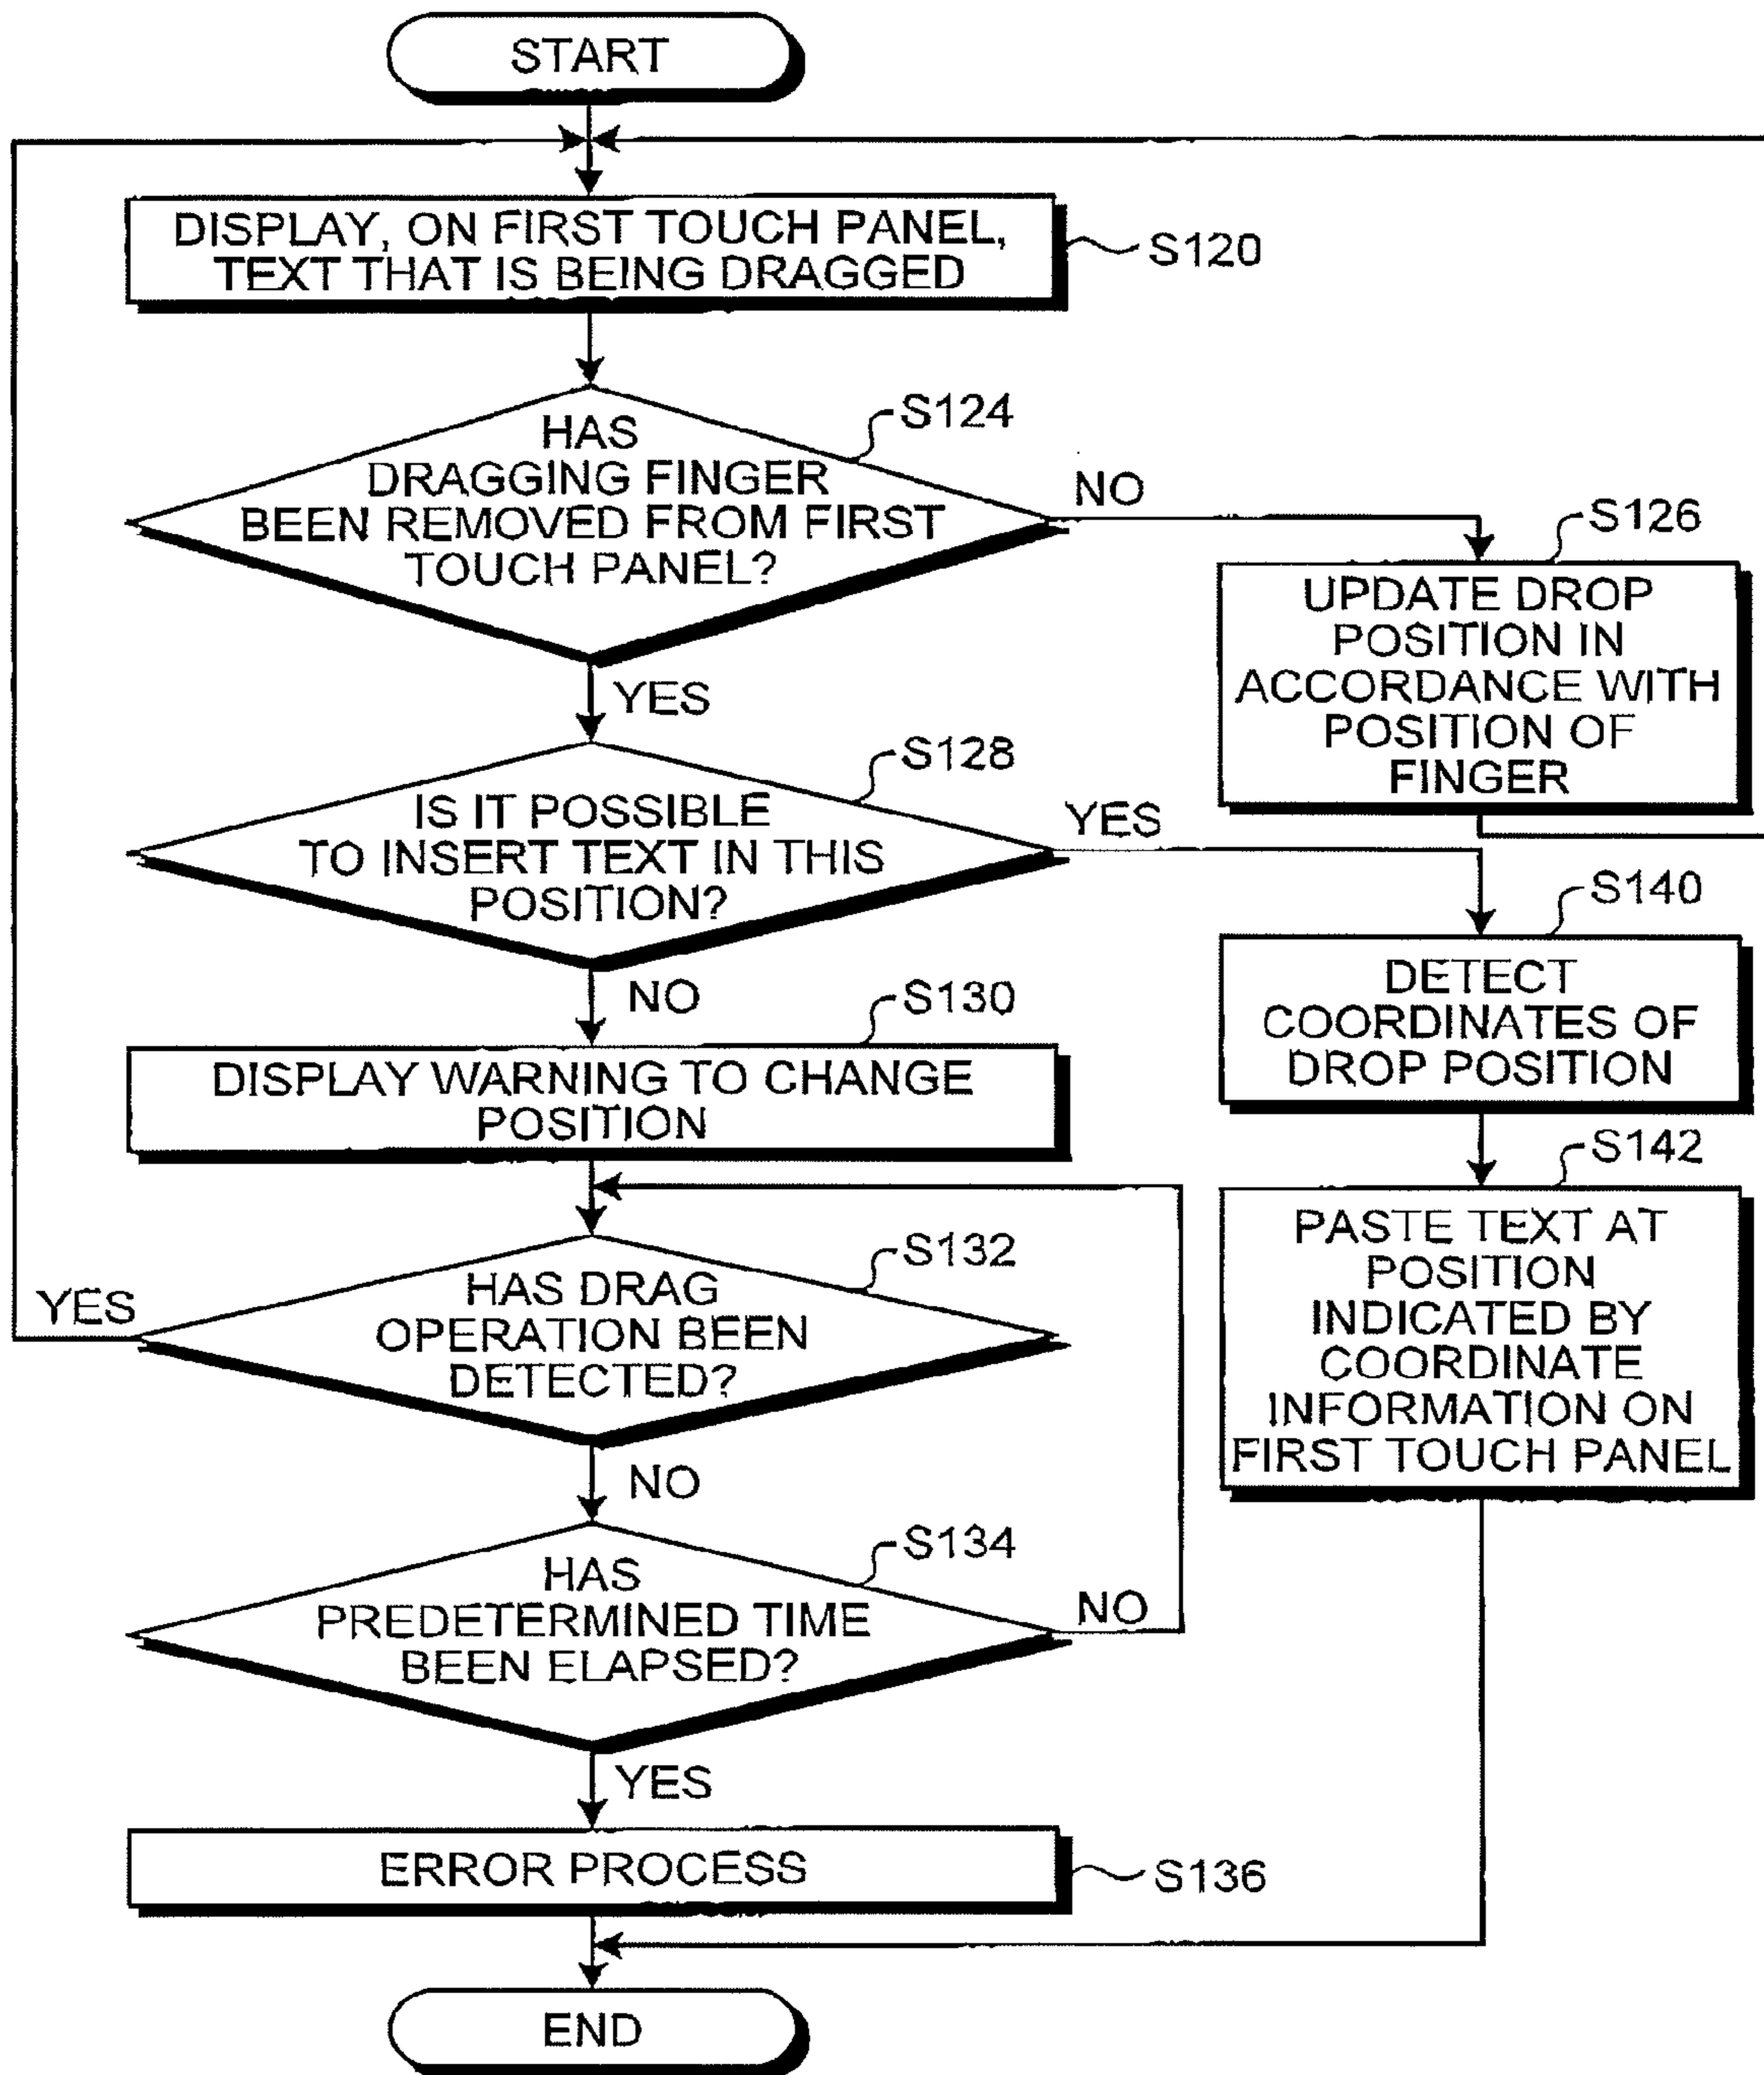 START
DISPLAY, ON FIRST TOUCH PANEL,
TEXT THAT IS BEING DRAGGED
S120
S124
HAS
DRAGGING FINGER
BEEN REMOVED FROM FIRST
TOUCH PANEL?
NO
S126
UPDATE DROP
POSITION IN
ACCORDANCE WITH
POSITION OF
FINGER
YES
S128
IS IT POSSIBLE
TO INSERT TEXT IN THIS
POSITION?
YES
S140
DETECT
COORDINATES OF
DROP POSITION
NO
S130
DISPLAY WARNING TO CHANGE
POSITION
S142
PASTE TEXT AT
POSITION
INDICATED BY
COORDINATE
INFORMATION ON
FIRST TOUCH PANEL
S132
HAS DRAG
OPERATION BEEN
DETECTED?
YES
NO
S134
HAS
PREDETERMINED TIME
BEEN ELAPSED?
NO
YES
ERROR PROCESS
S136
END